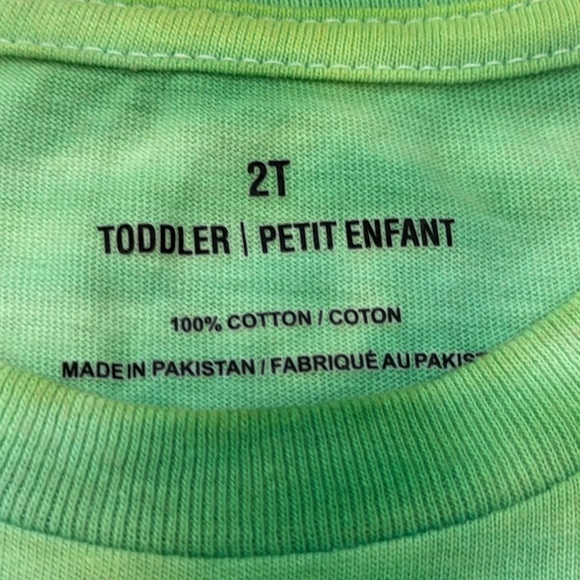 2T
TODDLER | PETIT ENFANT
100% COTTON / COTON
MADE IN PAKISTAN / FABRIQUÉ AU PAKIST